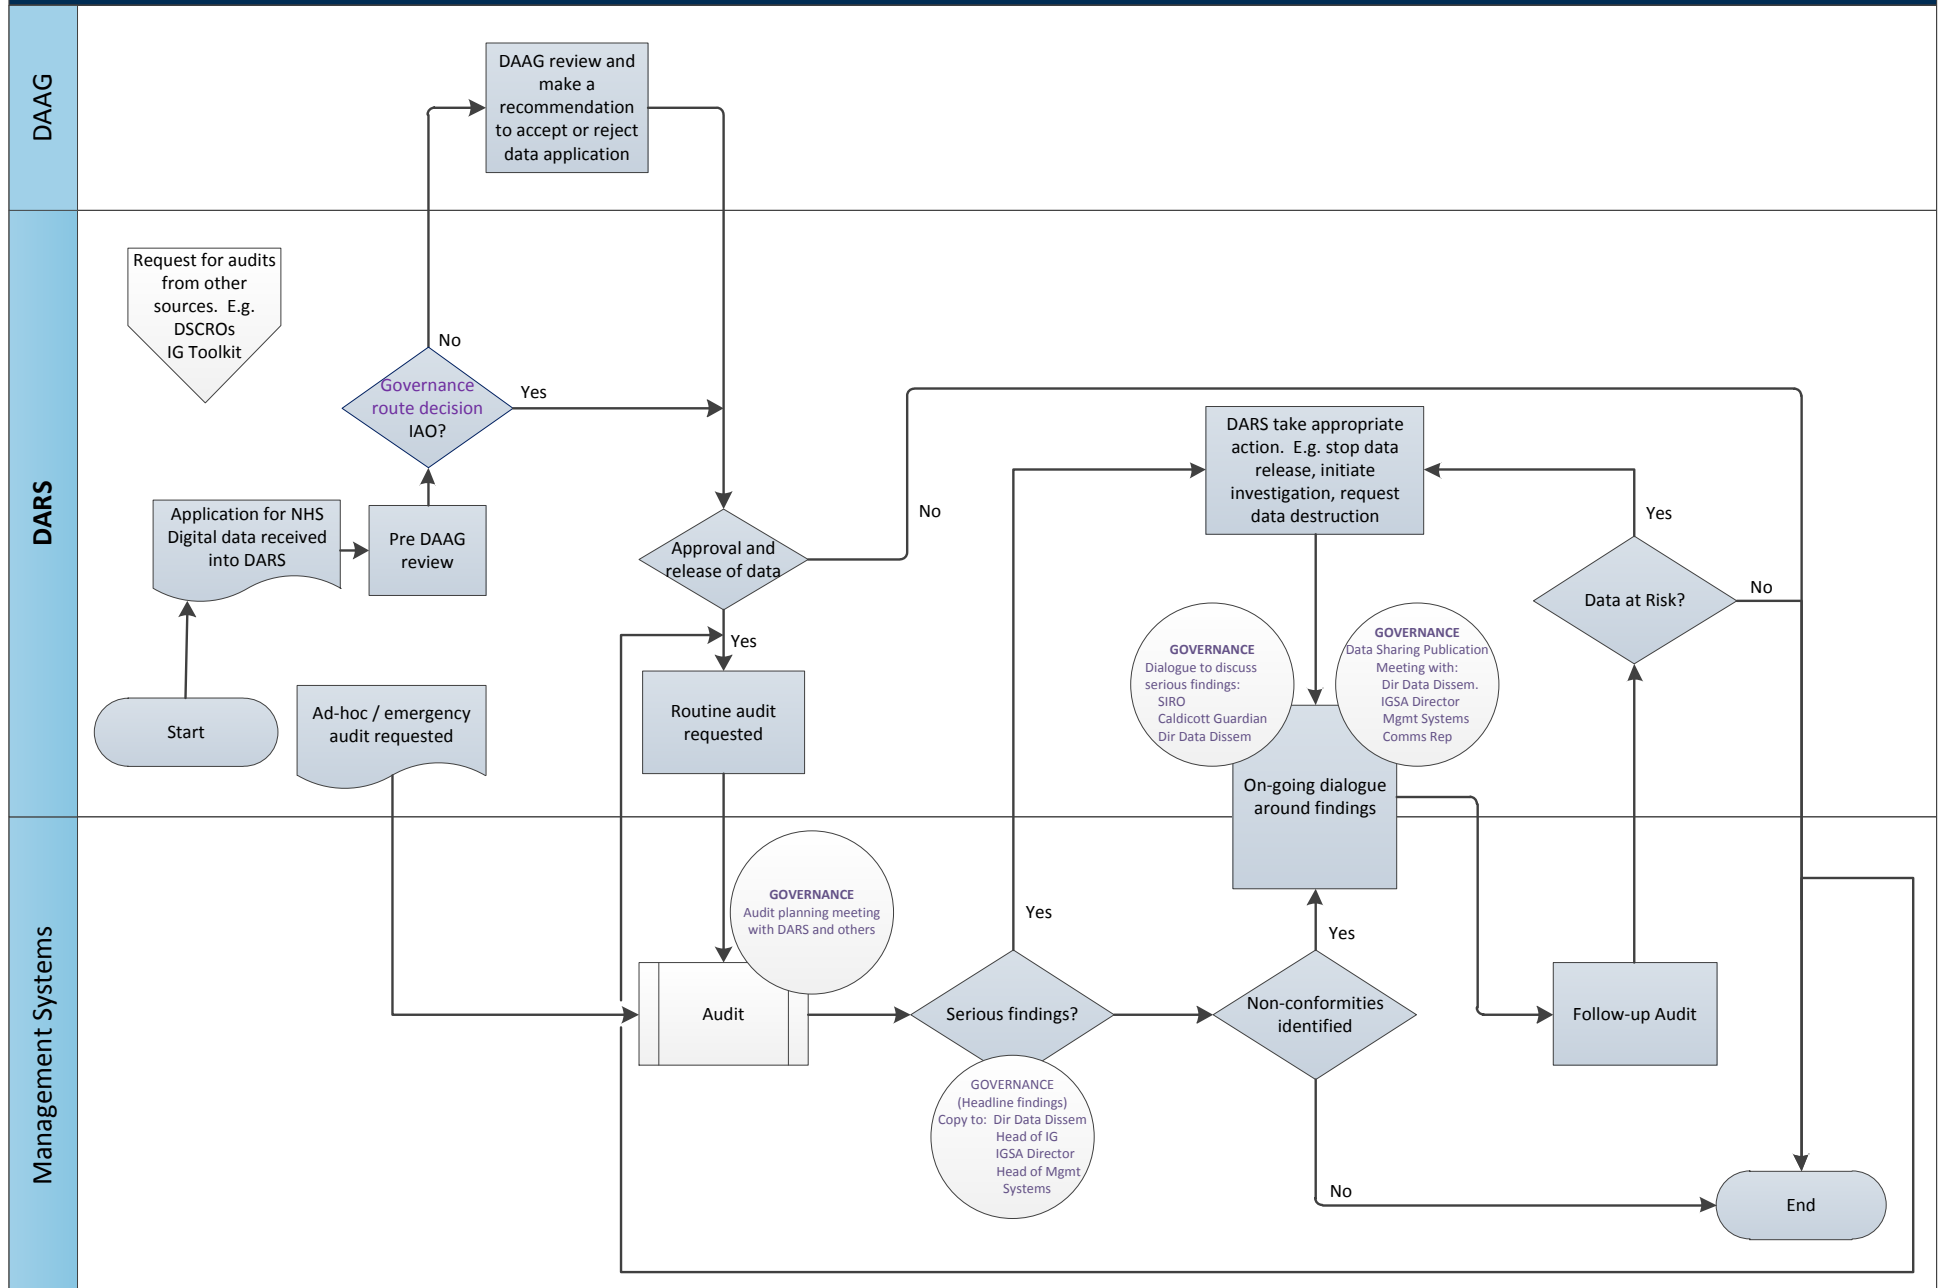 DAAG
DAAG review and
make a
recommendation
to accept or reject
data application
DARS
Request for audits
from other
sources. E.g.
DSCROs
IG Toolkit
No
Governance
route decision
IAO?
Yes
Application for NHS
Digital data received
into DARS
Pre DAAG
review
Start
Ad-hoc / emergency
audit requested
Approval and
release of data
No
Yes
Routine audit
requested
DARS take appropriate
action. E.g. stop data
release, initiate
investigation, request
data destruction
Yes
Data at Risk?
No
GOVERNANCE
Dialogue to discuss
serious findings:
SIRO
Caldicott Guardian
Dir Data Dissem
GOVERNANCE
Data Sharing Publication
Meeting with:
Dir Data Dissem.
IGSA Director
Mgmt Systems
Comms Rep
On-going dialogue
around findings
Management Systems
GOVERNANCE
Audit planning meeting
with DARS and others
Audit
Yes
Serious findings?
GOVERNANCE
(Headline findings)
Copy to: Dir Data Dissem
Head of IG
IGSA Director
Head of Mgmt
Systems
Yes
Non-conformities
identified
No
Follow-up Audit
End